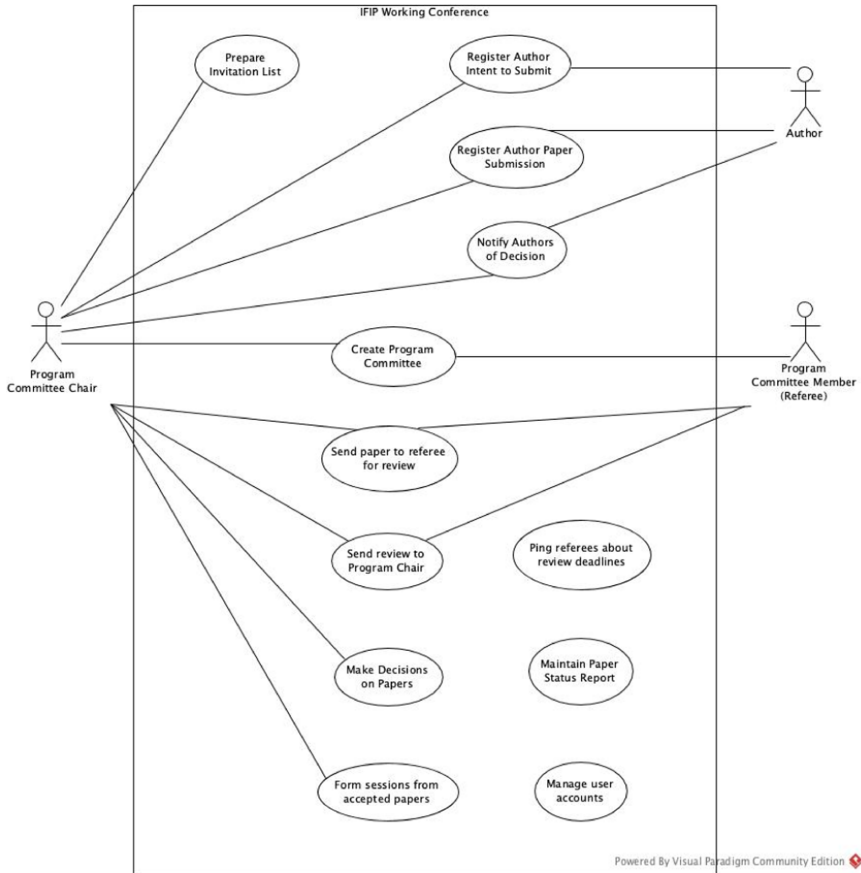 IFIP Working Conference
Prepare
Invitation List
Register Author
Intent to Submit
Author
Register Author Paper
Submission
Notify Authors
of Decision
Program
Committee Chair
Create Program
Committee
Program
Committee Member
(Referee)
Send paper to referee
for review
Send review to
Program Chair
Ping referees about
review deadlines
Make Decisions
on Papers
Maintain Paper
Status Report
Form sessions from
accepted papers
Manage user
accounts
Powered By Visual Paradigm Community Edition